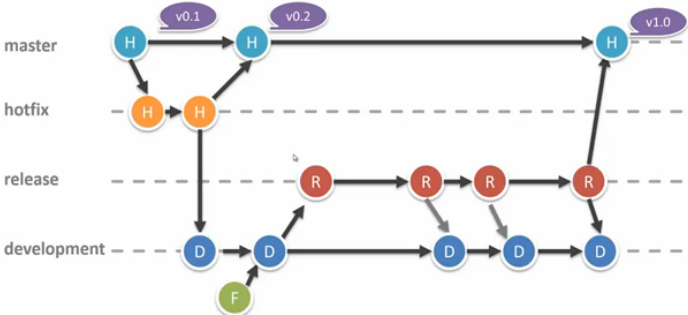 v0.1 v0.2 v1.0
master H H H
hotfix H H
release R R R R
development D D D D D
F